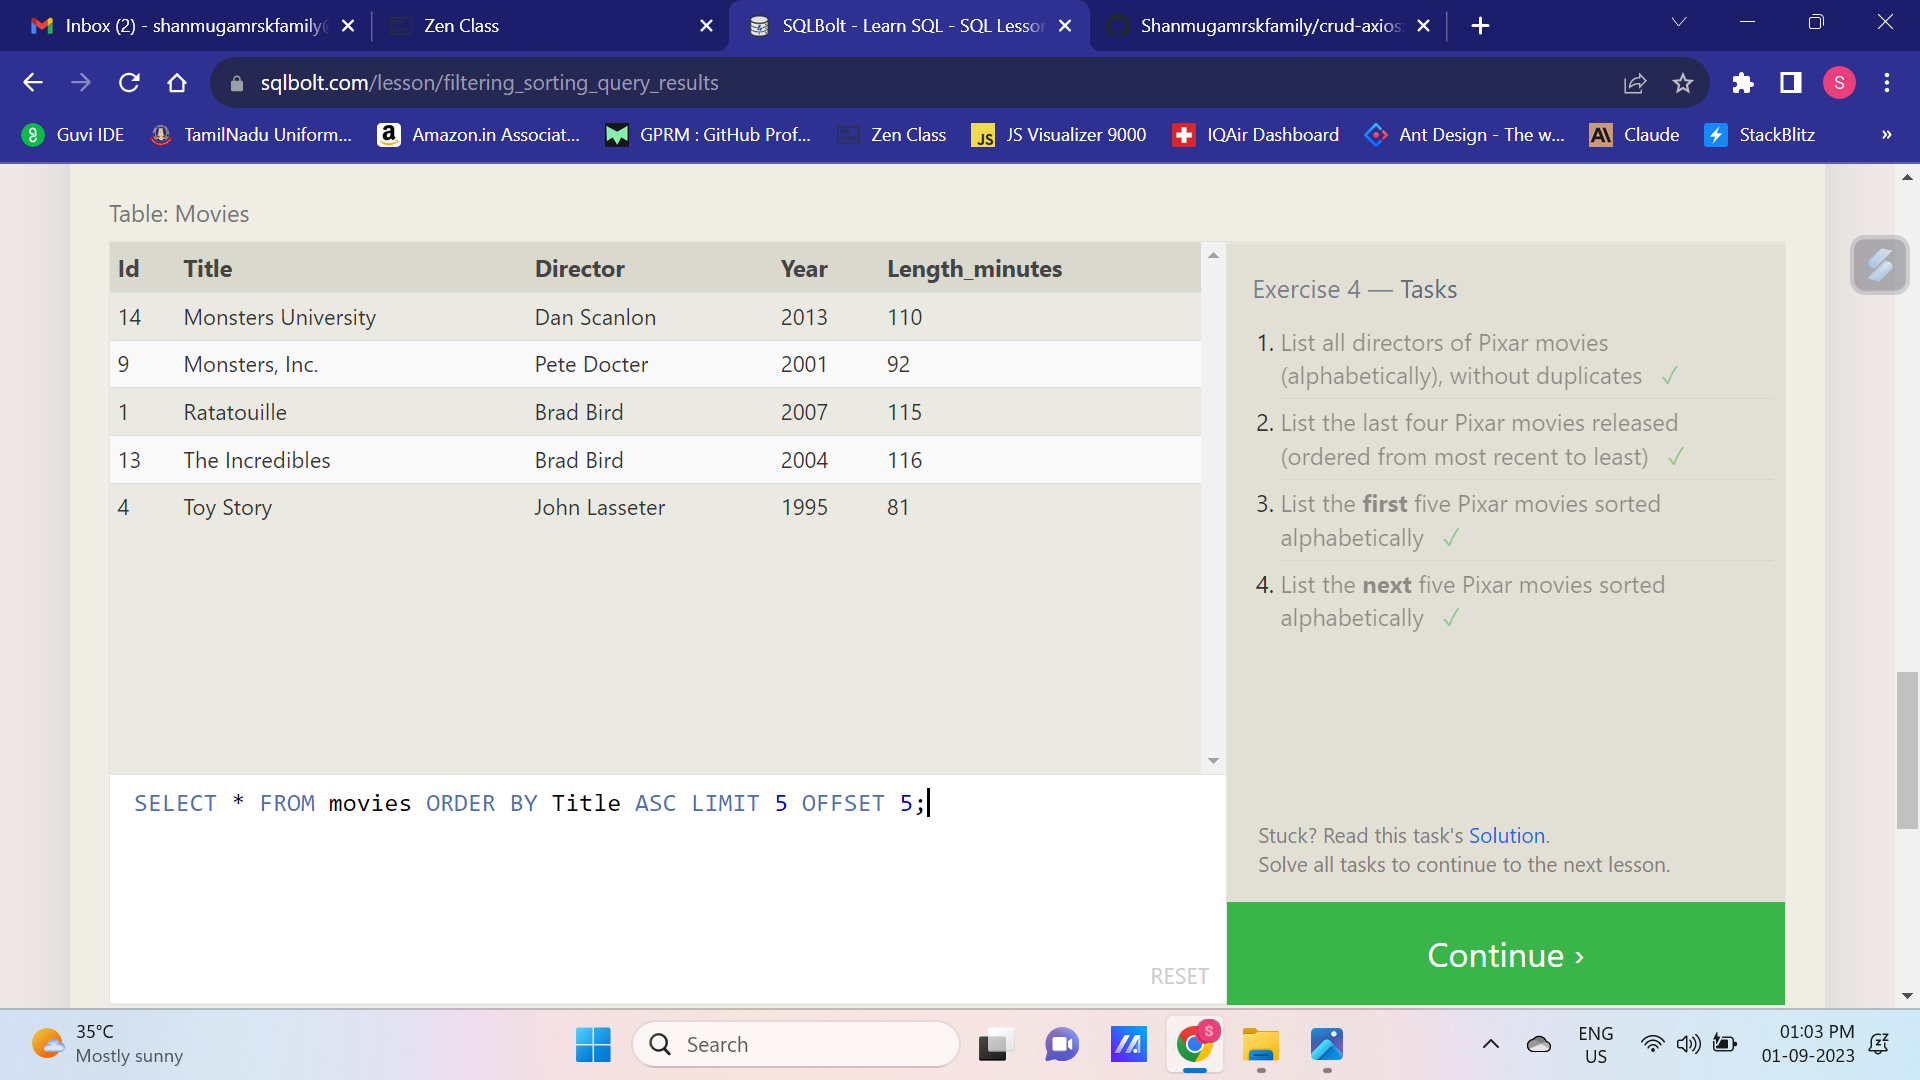 Inbox (2) - shanmugamrskfamily@
Zen Class
SQLBolt - Learn SQL - SQL Lesson
Shanmugamrskfamily/crud-axios
sqlbolt.com/lesson/filtering_sorting_query_results
S
Guvi IDE
TamilNadu Uniform...
Amazon.in Associat...
GPRM : GitHub Prof...
Zen Class
JS Visualizer 9000
IQAir Dashboard
Ant Design - The w...
Claude
StackBlitz
»
Table: Movies
Id Title Director Year Length_minutes
14 Monsters University Dan Scanlon 2013 110
9 Monsters, Inc. Pete Docter 2001 92
1 Ratatouille Brad Bird 2007 115
13 The Incredibles Brad Bird 2004 116
4 Toy Story John Lasseter 1995 81
SELECT * FROM movies ORDER BY Title ASC LIMIT 5 OFFSET 5;
RESET
Exercise 4 — Tasks
1. List all directors of Pixar movies
(alphabetically), without duplicates ✓
2. List the last four Pixar movies released
(ordered from most recent to least) ✓
3. List the first five Pixar movies sorted
alphabetically ✓
4. List the next five Pixar movies sorted
alphabetically ✓
Stuck? Read this task's Solution.
Solve all tasks to continue to the next lesson.
Continue ›
35°C
Mostly sunny
Search
S
ENG
US
01:03 PM
01-09-2023